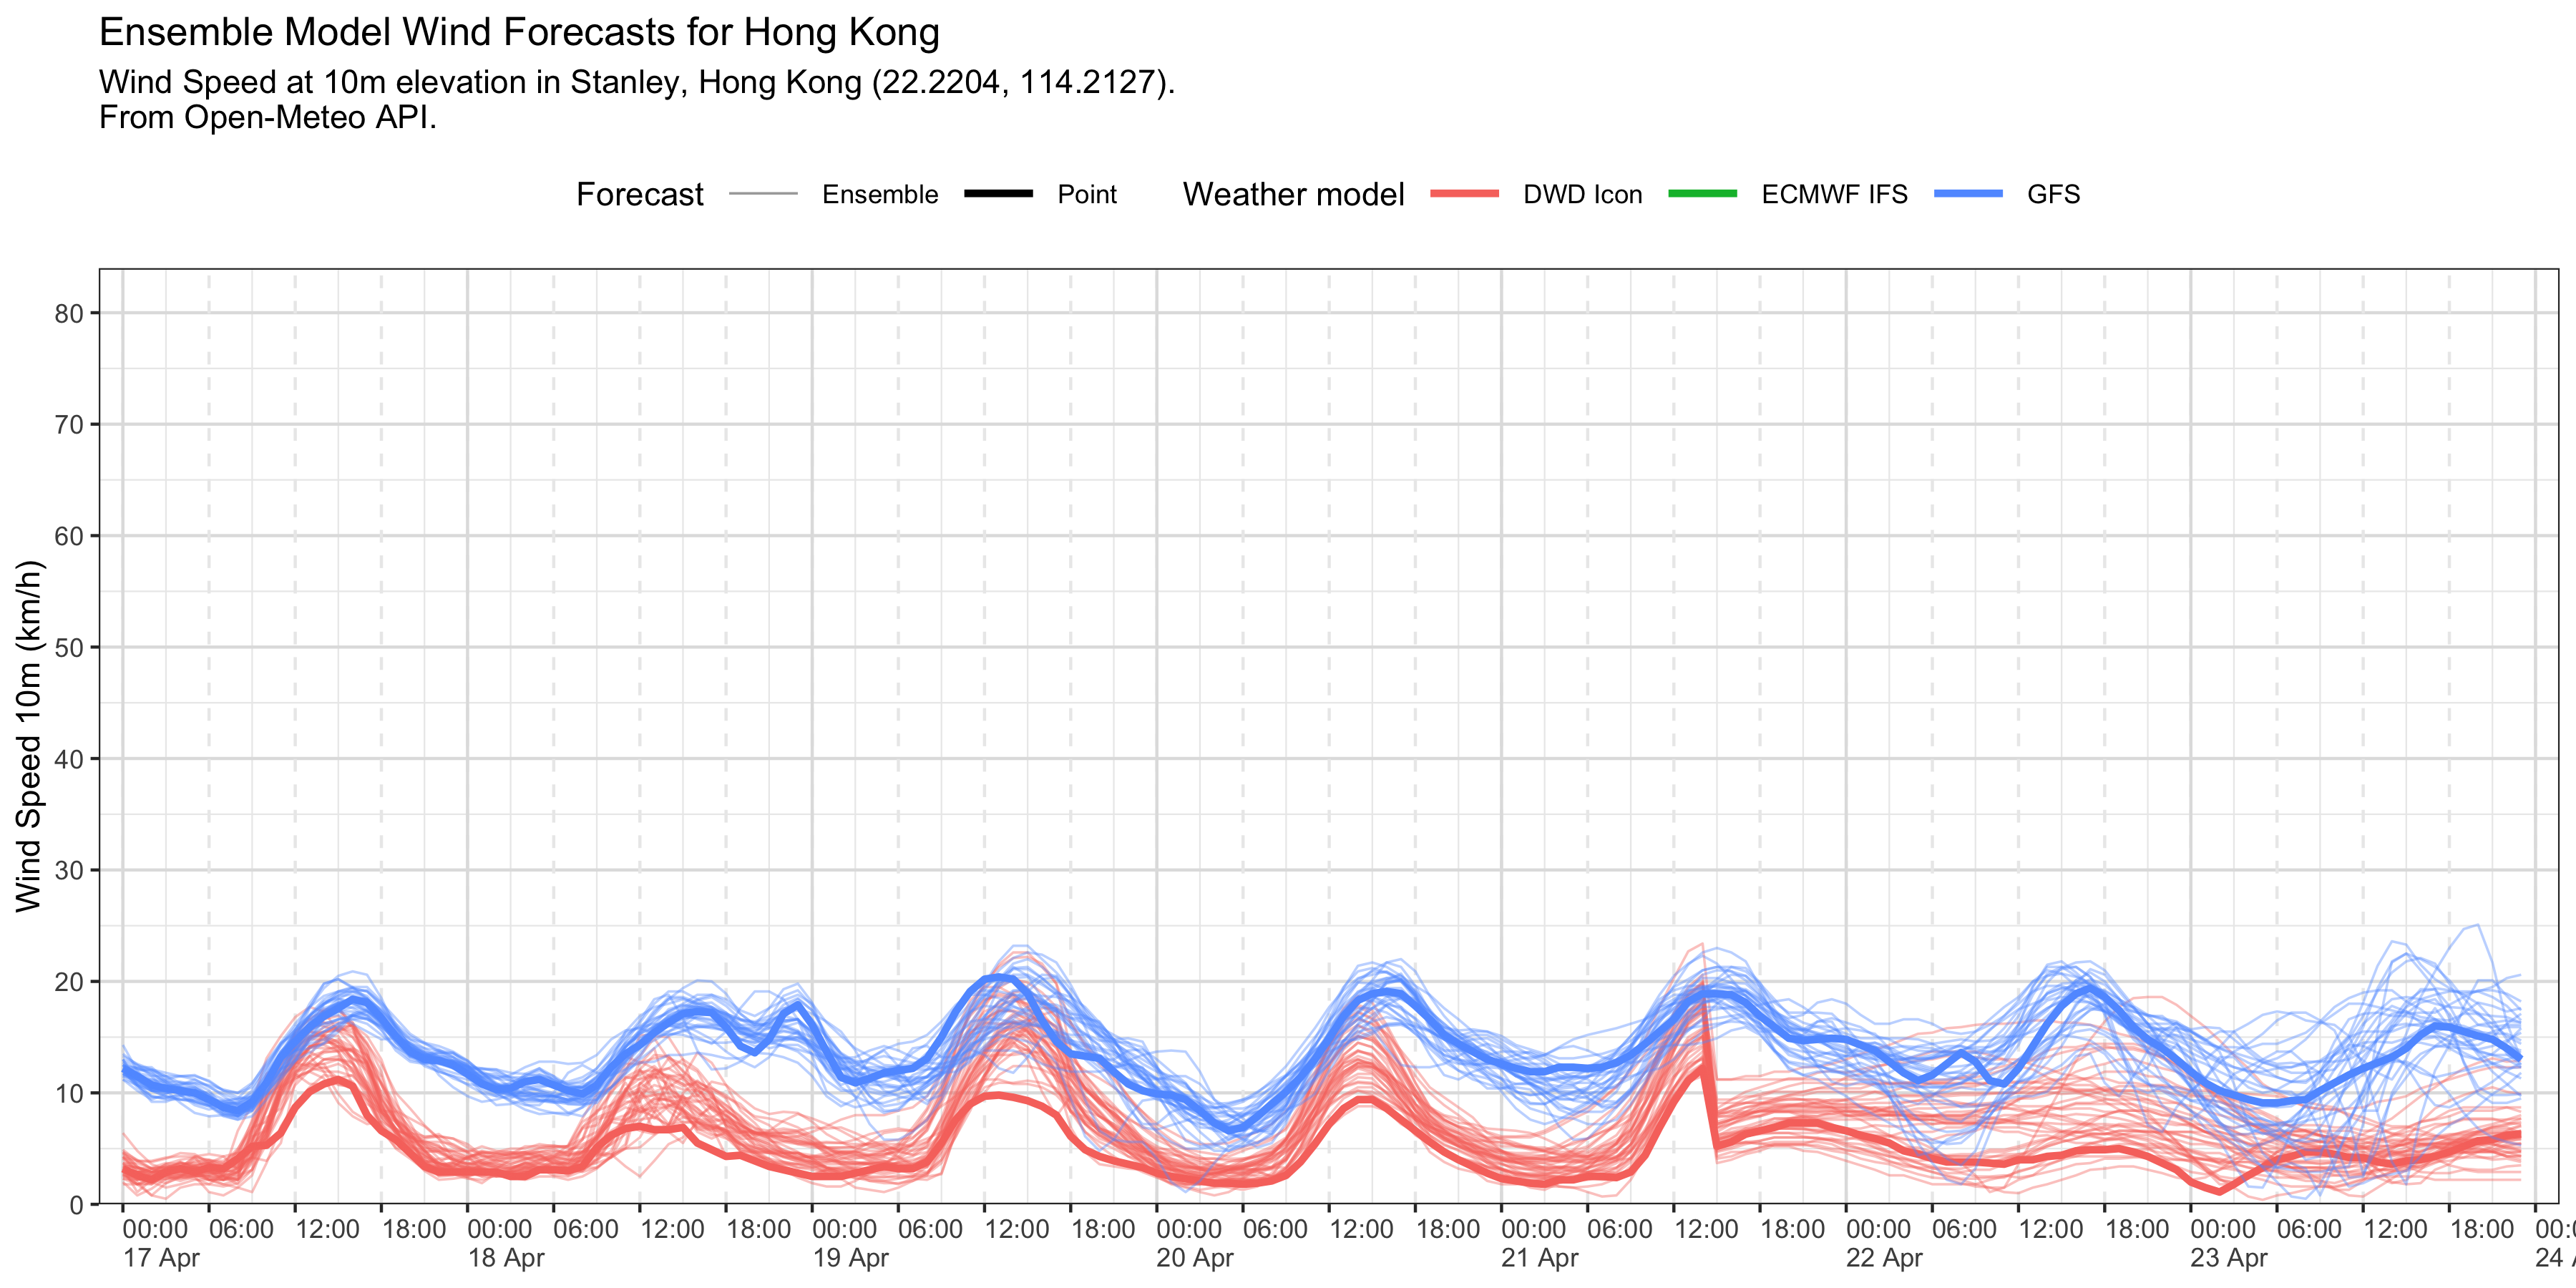 Ensemble Model Wind Forecasts for Hong Kong
Wind Speed at 10m elevation in Stanley, Hong Kong (22.2204, 114.2127).
From Open-Meteo API.
Forecast Ensemble Point Weather model DWD Icon ECMWF IFS GFS
Wind Speed 10m (km/h)
80
70
60
50
40
30
20
10
0
00:00 06:00 12:00 18:00 00:00 06:00 12:00 18:00 00:00 06:00 12:00 18:00 00:00 06:00 12:00 18:00 00:00 06:00 12:00 18:00 00:00 06:00 12:00 18:00 00:00 06:00 12:00 18:00 00:0
17 Apr 18 Apr 19 Apr 20 Apr 21 Apr 22 Apr 23 Apr 24 A